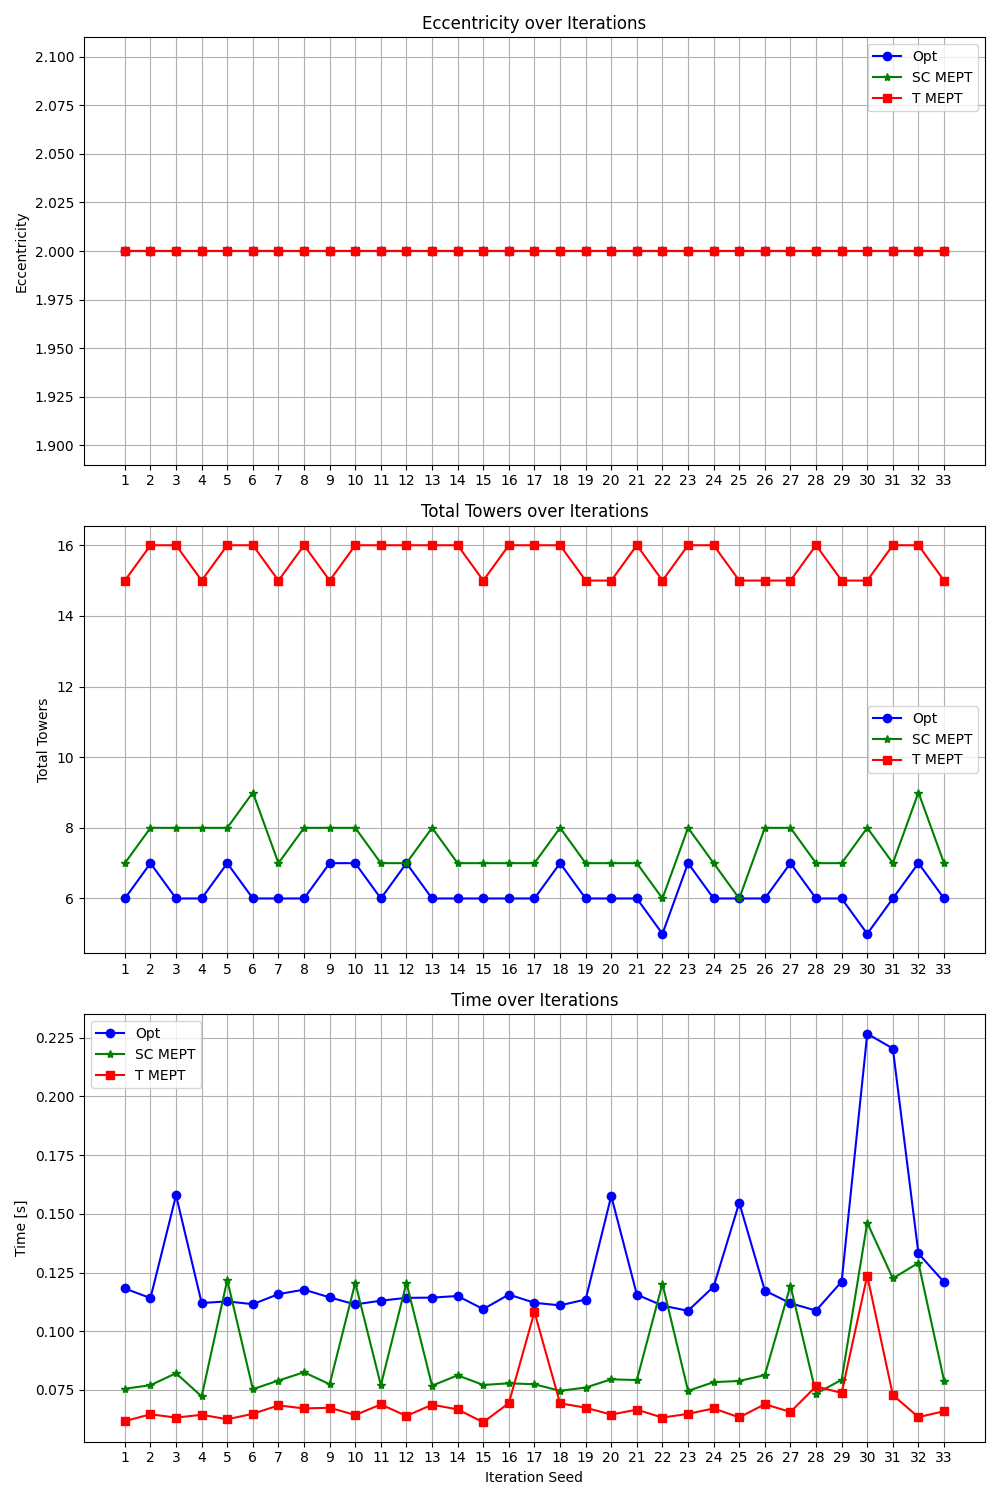 Eccentricity over Iterations
Opt
SC MEPT
T MEPT
Eccentricity
2.100
2.075
2.050
2.025
2.000
1.975
1.950
1.925
1.900
1 2 3 4 5 6 7 8 9 10 11 12 13 14 15 16 17 18 19 20 21 22 23 24 25 26 27 28 29 30 31 32 33
Total Towers over Iterations
Opt
SC MEPT
T MEPT
Total Towers
16
14
12
10
8
6
1 2 3 4 5 6 7 8 9 10 11 12 13 14 15 16 17 18 19 20 21 22 23 24 25 26 27 28 29 30 31 32 33
Time over Iterations
Opt
SC MEPT
T MEPT
Time [s]
0.225
0.200
0.175
0.150
0.125
0.100
0.075
1 2 3 4 5 6 7 8 9 10 11 12 13 14 15 16 17 18 19 20 21 22 23 24 25 26 27 28 29 30 31 32 33
Iteration Seed